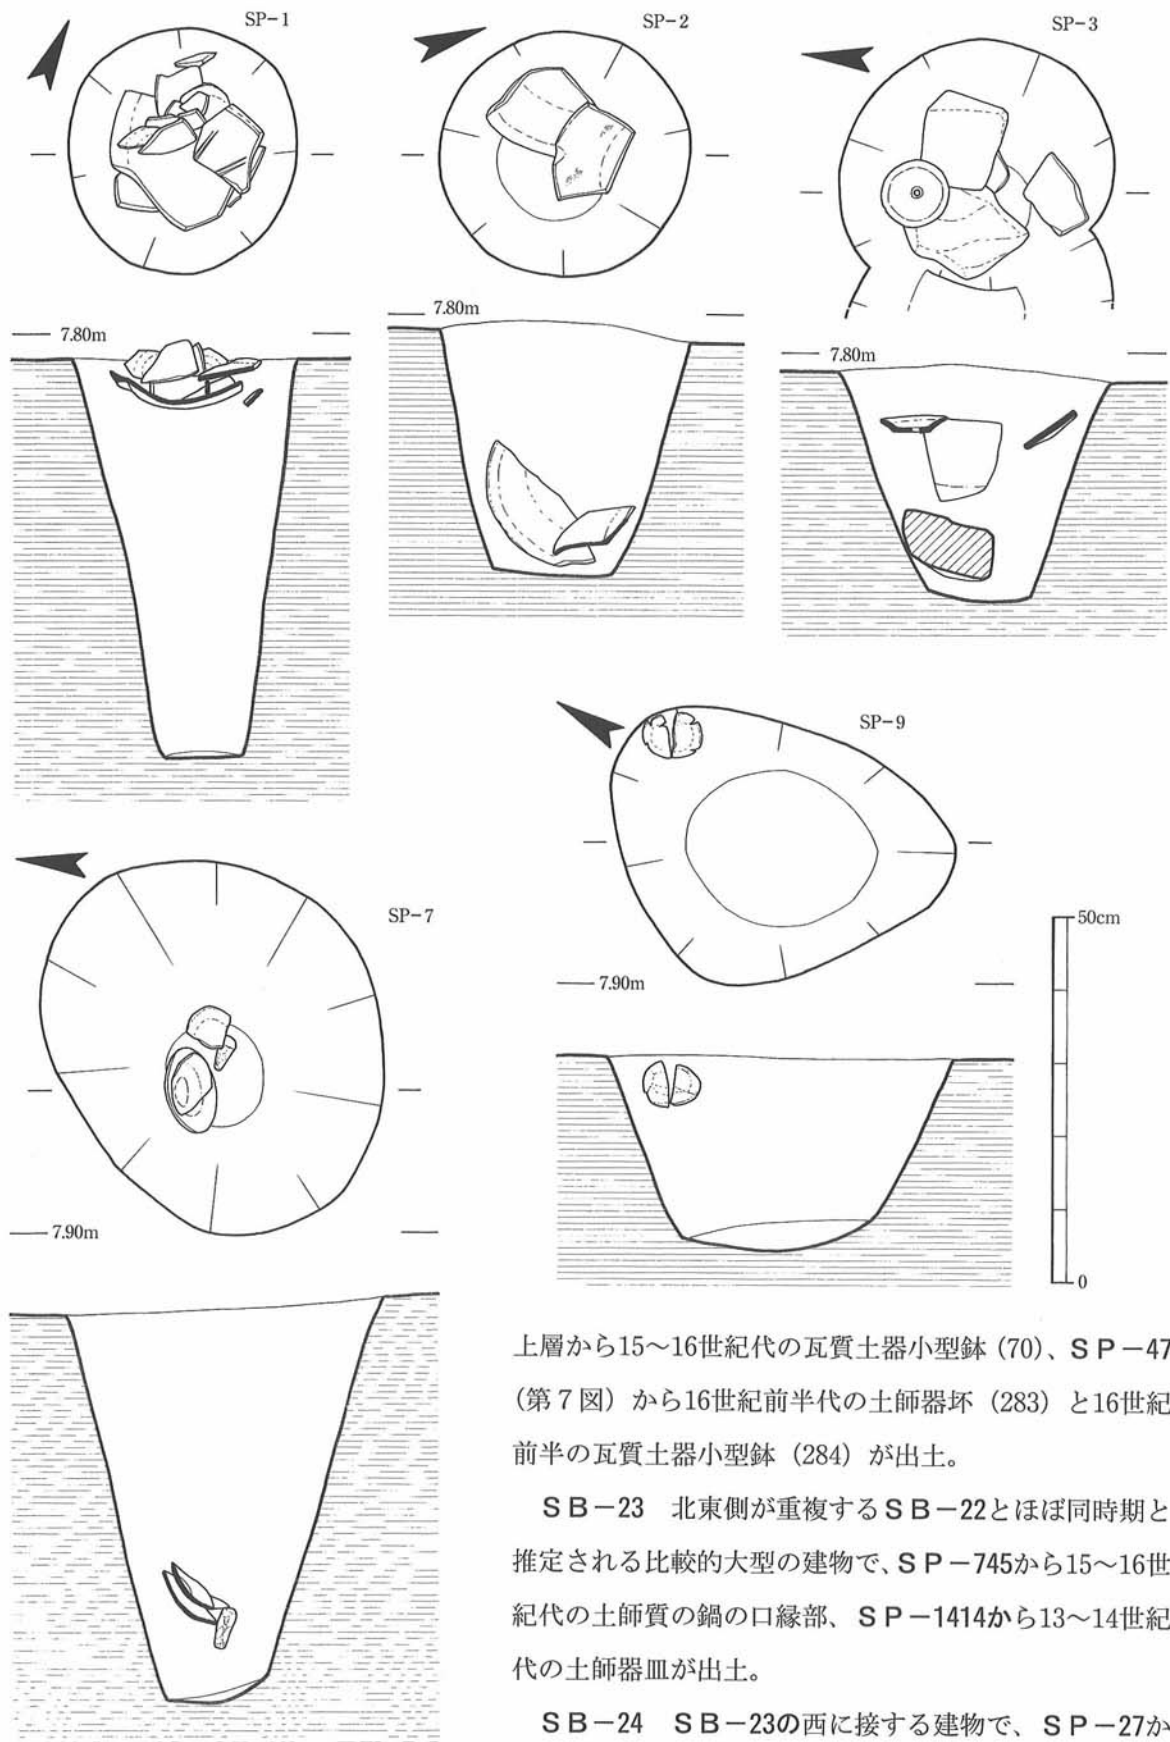 SP-1
SP-2
SP-3
7.80m
7.80m
7.80m
SP-9
SP-7
7.90m
50cm
0
7.90m
上層から15～16世紀代の瓦質土器小型鉢（70）、ＳＰ－47
（第７図）から16世紀前半代の土師器坏（283）と16世紀
前半の瓦質土器小型鉢（284）が出土。
ＳＢ－23　北東側が重複するＳＢ－22とほぼ同時期と
推定される比較的大型の建物で、ＳＰ－745から15～16世
紀代の土師質の鍋の口縁部、ＳＰ－1414から13～14世紀
代の土師器皿が出土。
ＳＢ－24　ＳＢ－23の西に接する建物で、ＳＰ－27か